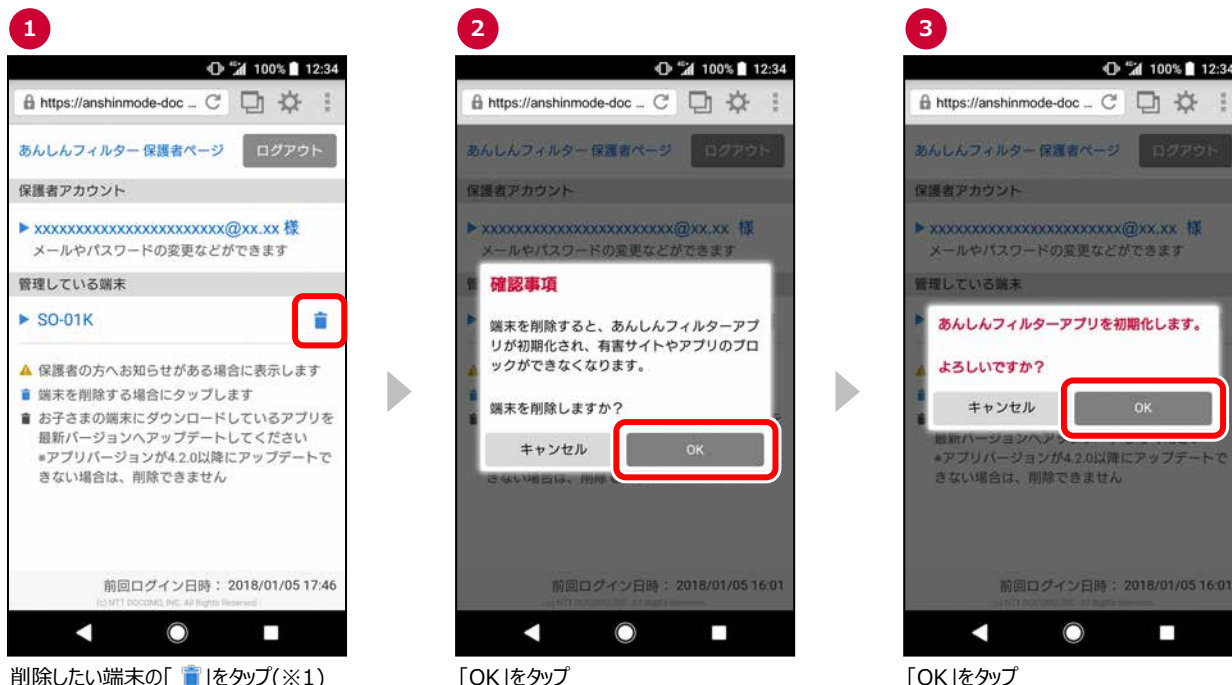 1
100% 12:34
https://anshinmode-doc ...
あんしんフィルター 保護者ページ
ログアウト
保護者アカウント
▶ xxxxxxxxxxxxxxxxxxxxxxx@xx.xx 様
メールやパスワードの変更などができます
管理している端末
▶ SO-01K
保護者の方へお知らせがある場合に表示します
端末を削除する場合にタップします
お子さまの端末にダウンロードしているアプリを
最新バージョンへアップデートしてください
※アプリバージョンが4.2.0以降にアップデートで
きない場合は、削除できません
前回ログイン日時： 2018/01/05 17:46
(c) NTT DOCOMO, INC. All Rights Reserved.
削除したい端末の「 」をタップ(※1)
2
100% 12:34
https://anshinmode-doc ...
あんしんフィルター 保護者ページ
ログアウト
保護者アカウント
▶ xxxxxxxxxxxxxxxxxxxxxxx@xx.xx 様
メールやパスワードの変更などができます
確認事項
端末を削除すると、あんしんフィルターアプ
リが初期化され、有害サイトやアプリのブロ
ックができなくなります。
端末を削除しますか？
キャンセル
OK
きない場合は、削除
前回ログイン日時： 2018/01/05 16:01
「OK」をタップ
3
100% 12:34
https://anshinmode-doc ...
あんしんフィルター 保護者ページ
ログアウト
保護者アカウント
▶ xxxxxxxxxxxxxxxxxxxxxxx@xx.xx 様
メールやパスワードの変更などができます
管理している端末
あんしんフィルターアプリを初期化します。
よろしいですか？
キャンセル
OK
最新バージョンへア
※アプリバージョンが4.2.0以降にアップデートで
きない場合は、削除できません
前回ログイン日時： 2018/01/05 16:01
「OK」をタップ